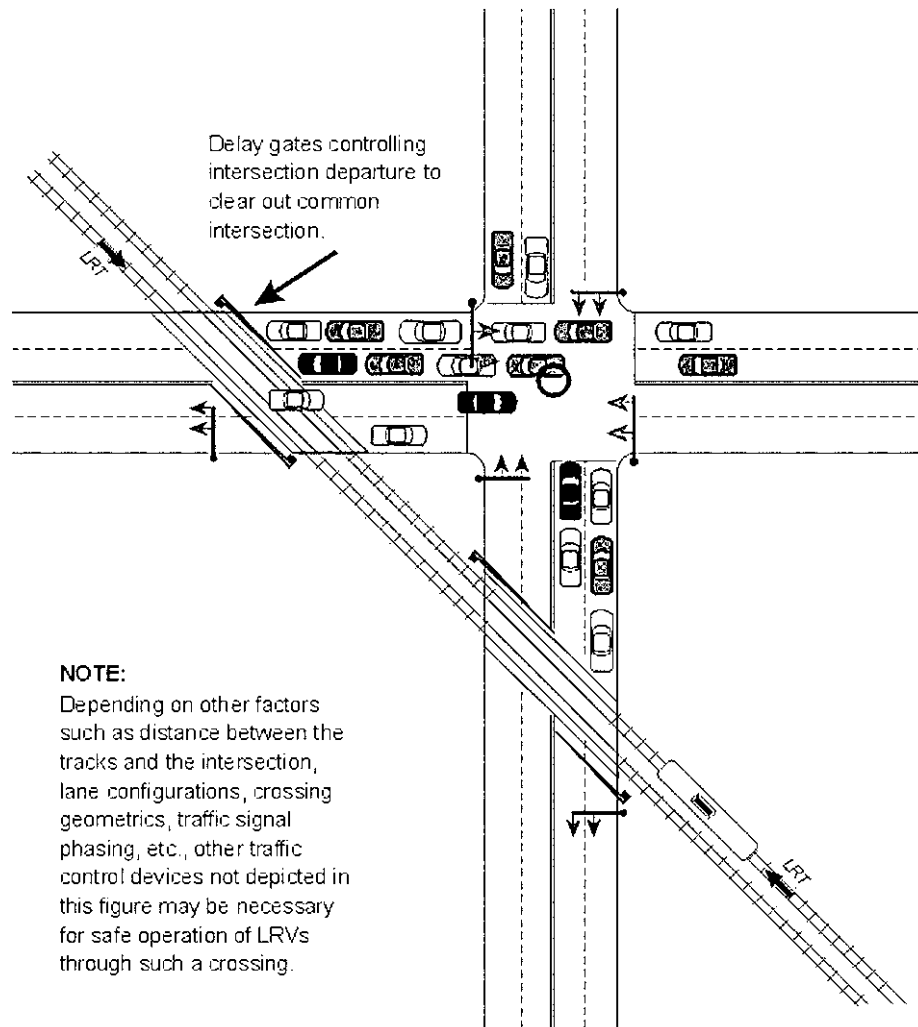 Delay gates controlling
intersection departure to
clear out common
intersection.
LRT
NOTE:
Depending on other factors
such as distance between the
tracks and the intersection,
lane configurations, crossing
geometrics, traffic signal
phasing, etc., other traffic
control devices not depicted in
this figure may be necessary
for safe operation of LRVs
through such a crossing.
LRT